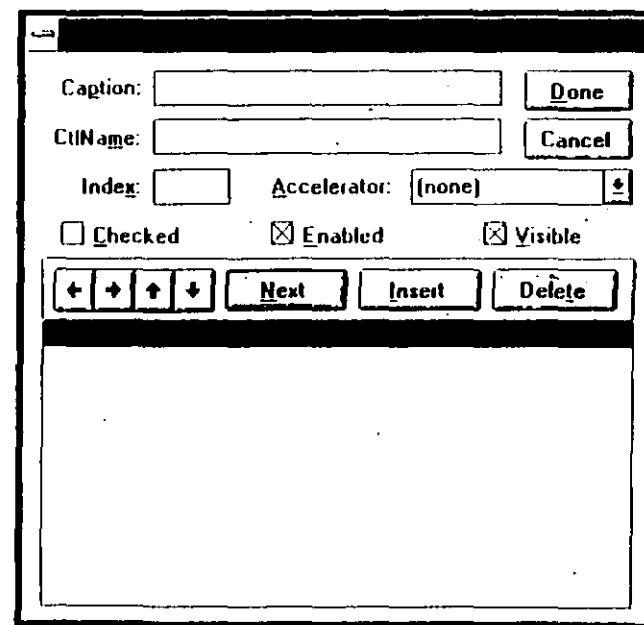 Caption:
Done
CtlName:
Cancel
Index:
Accelerator: (none)
Checked
Enabled
Visible
Next
Insert
Delete